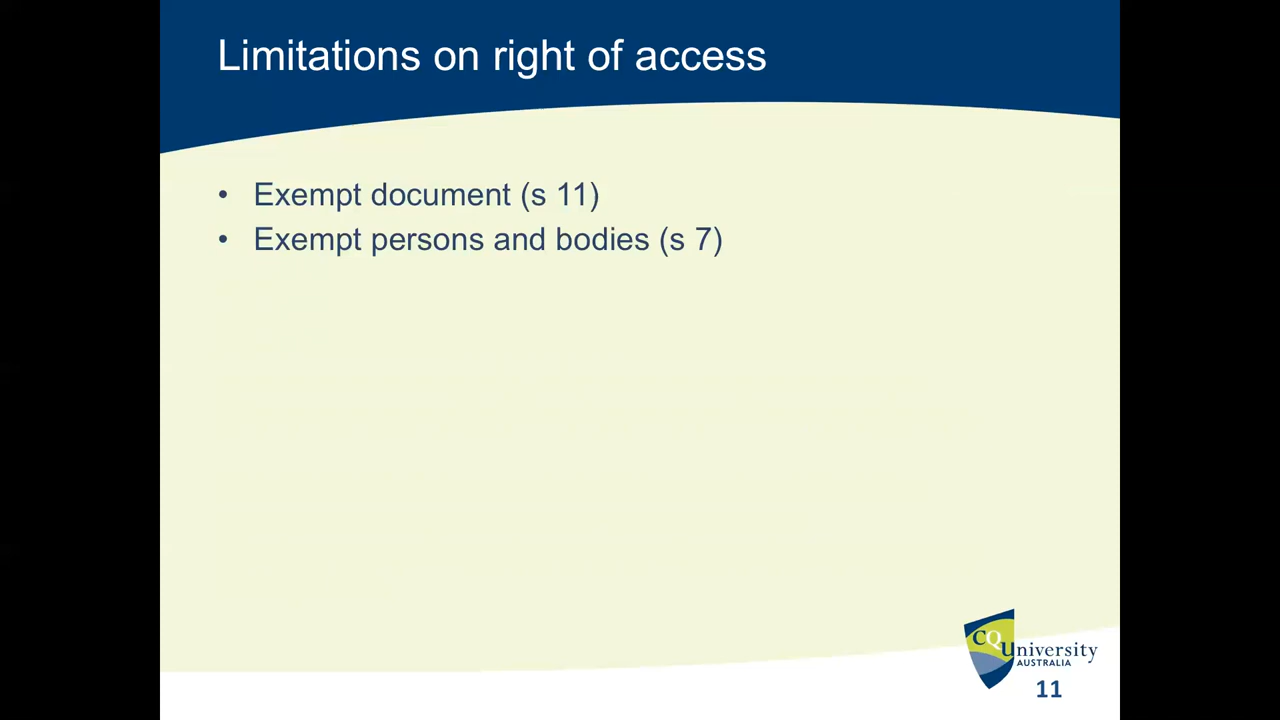 Limitations on right of access
• Exempt document (s 11)
• Exempt persons and bodies (s 7)
CQUniversity
AUSTRALIA
11